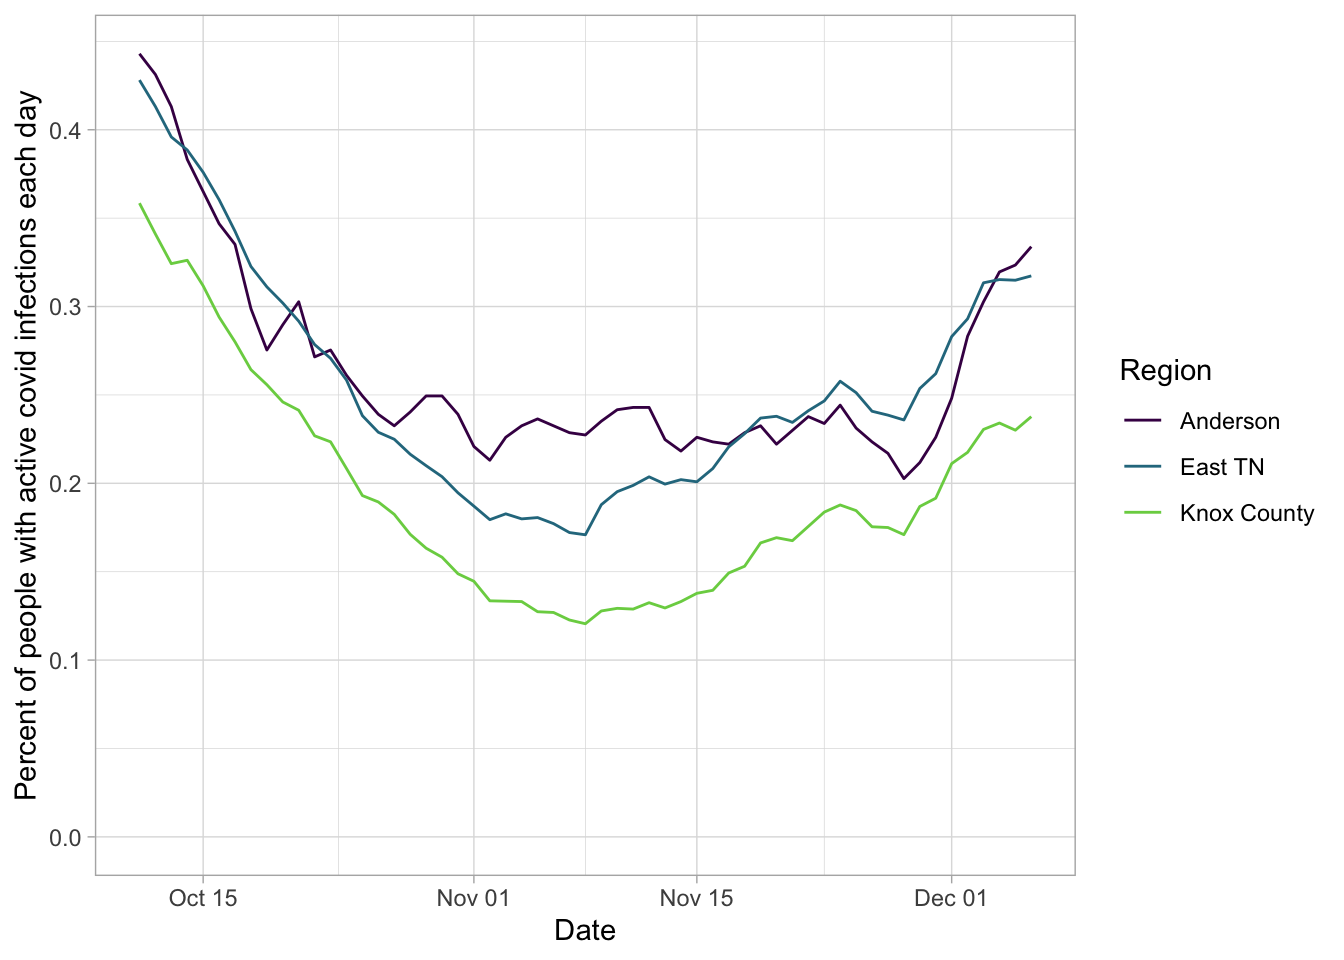 Percent of people with active covid infections each day
0.4
0.3
0.2
0.1
0.0
Oct 15
Nov 01
Nov 15
Dec 01
Date
Region
Anderson
East TN
Knox County